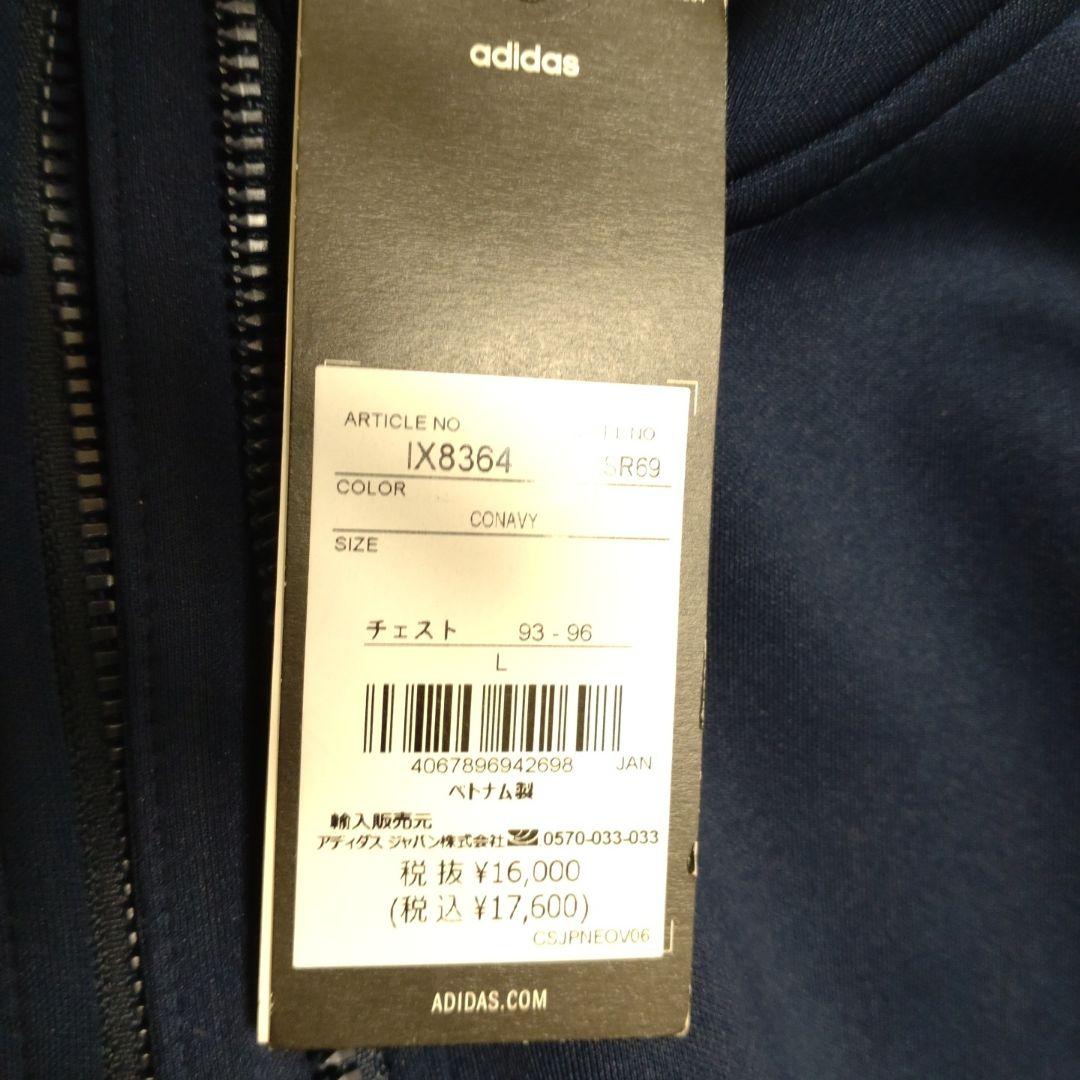 adidas
ARTICLE NO
IX8364 SR69
COLOR
CONAVY
SIZE
チェスト 93 - 96
L
4067896942698 JAN
ベトナム製
輸入販売元
アディダス ジャパン株式会社 0570-033-033
税 抜 ¥16,000
(税 込 ¥17,600)
CSJPNEOV06
ADIDAS.COM